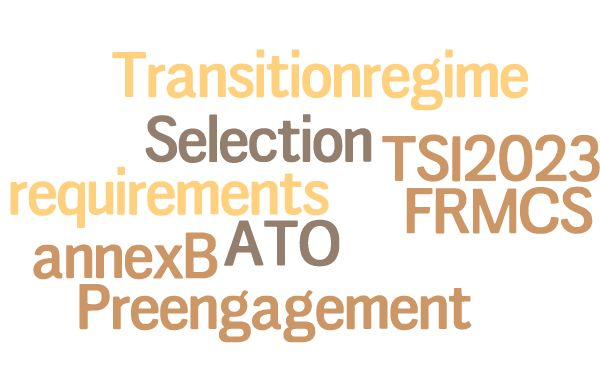 Transitionregime
Selection
TSI2023
requirements
FRMCS
annexB
ATO
Preengagement